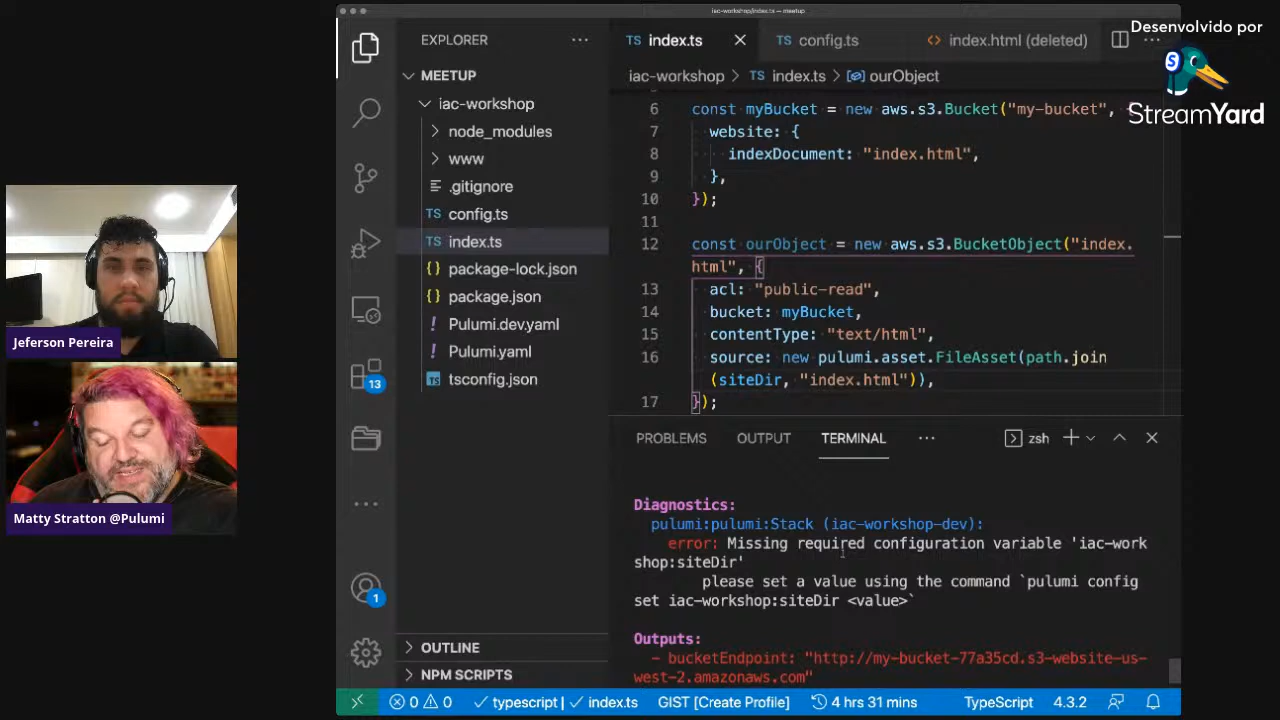 iac-workshop/index.ts — meetup
Desenvolvido por
StreamYard
EXPLORER
MEETUP
iac-workshop
node_modules
www
.gitignore
config.ts
index.ts
package-lock.json
package.json
Pulumi.dev.yaml
Pulumi.yaml
tsconfig.json
OUTLINE
NPM SCRIPTS
TS index.ts
TS config.ts
index.html (deleted)
iac-workshop > TS index.ts > ourObject
6 const myBucket = new aws.s3.Bucket("my-bucket", {
7 website: {
8 indexDocument: "index.html",
9 },
10 });
11
12 const ourObject = new aws.s3.BucketObject("index.
html", {
13 acl: "public-read",
14 bucket: myBucket,
15 contentType: "text/html",
16 source: new pulumi.asset.FileAsset(path.join
(siteDir, "index.html")),
17 });
PROBLEMS OUTPUT TERMINAL ··· zsh
Diagnostics:
pulumi:pulumi:Stack (iac-workshop-dev):
error: Missing required configuration variable 'iac-work
shop:siteDir'
please set a value using the command `pulumi config
set iac-workshop:siteDir <value>`
Outputs:
- bucketEndpoint: "http://my-bucket-77a35cd.s3-website-us-
west-2.amazonaws.com"
0 0 typescript | index.ts GIST [Create Profile] 4 hrs 31 mins TypeScript 4.3.2
13
1
Jeferson Pereira
Matty Stratton @Pulumi